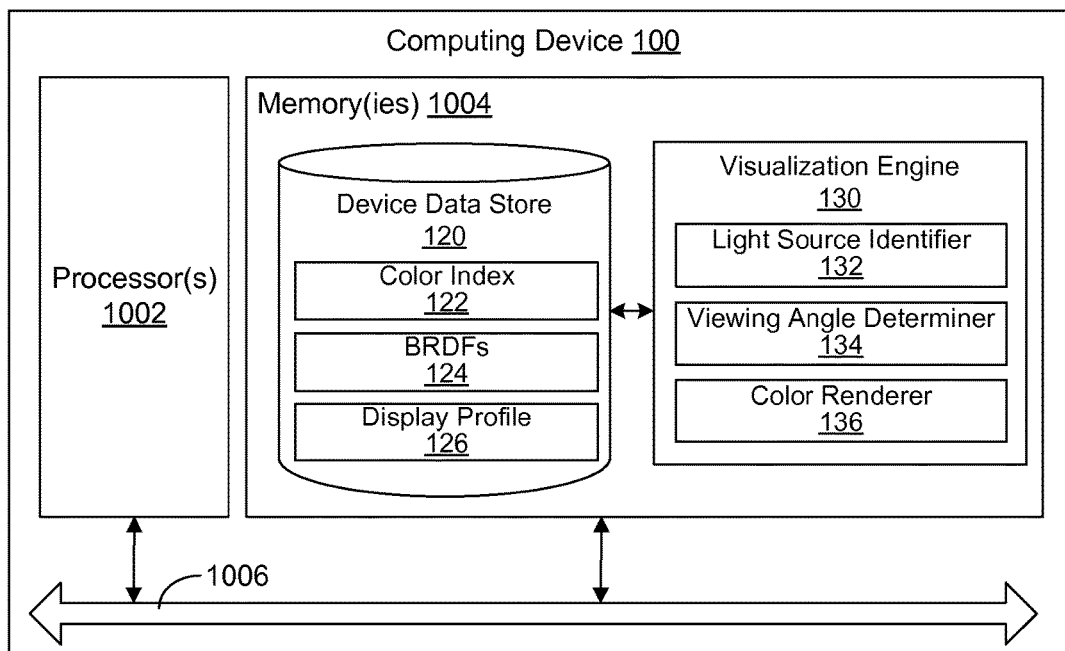 Computing Device 100
Processor(s)
1002
Memory(ies) 1004
Device Data Store
120
Color Index
122
BRDFs
124
Display Profile
126
Visualization Engine
130
Light Source Identifier
132
Viewing Angle Determiner
134
Color Renderer
136
1006